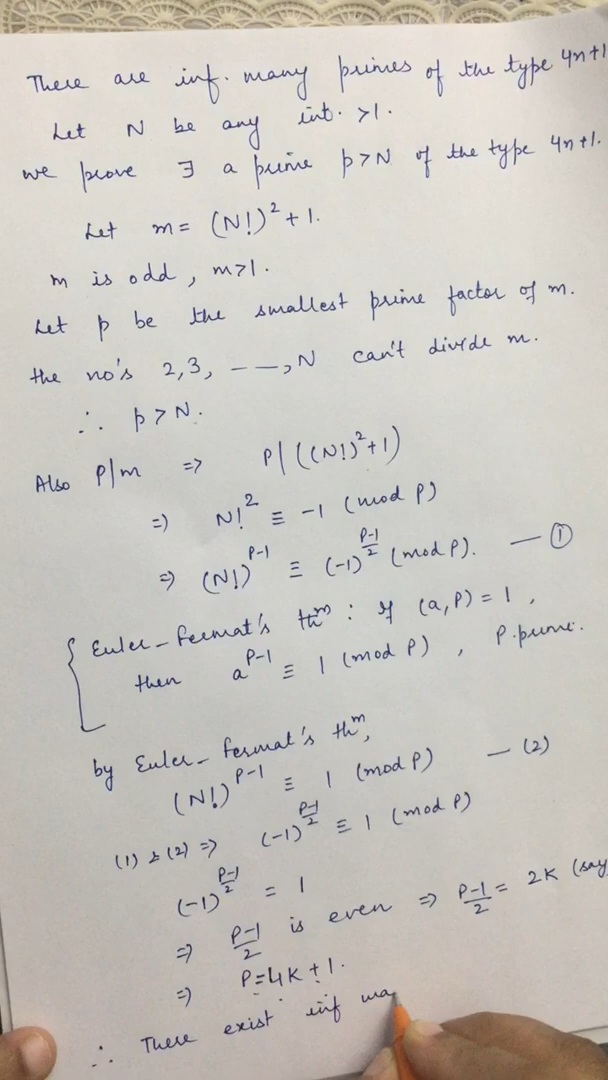 There are inf. many primes of the type 4n+1
Let N be any int. >1.
we prove ∃ a prime p>N of the type 4n+1.
Let m = (N!)² + 1.
m is odd, m>1.
Let p be the smallest prime factor of m.
the no's 2,3, -—, N can't divide m.
∴ p > N.
Also P|m => P|((N!)²+1)
=> N!² ≡ -1 (mod P)
=> (N!)^(P-1) ≡ (-1)^((P-1)/2) (mod P). — ①
{ Euler-Fermat's thm : If (a,P) = 1,
then a^(P-1) ≡ 1 (mod P), P.prime.
by Euler-Fermat's thm,
(N!)^(P-1) ≡ 1 (mod P) — (2)
(1) & (2) => (-1)^((P-1)/2) ≡ 1 (mod P)
(-1)^((P-1)/2) = 1
=> (P-1)/2 is even => (P-1)/2 = 2K (say
=> P=4K+1.
∴ There exist inf ma